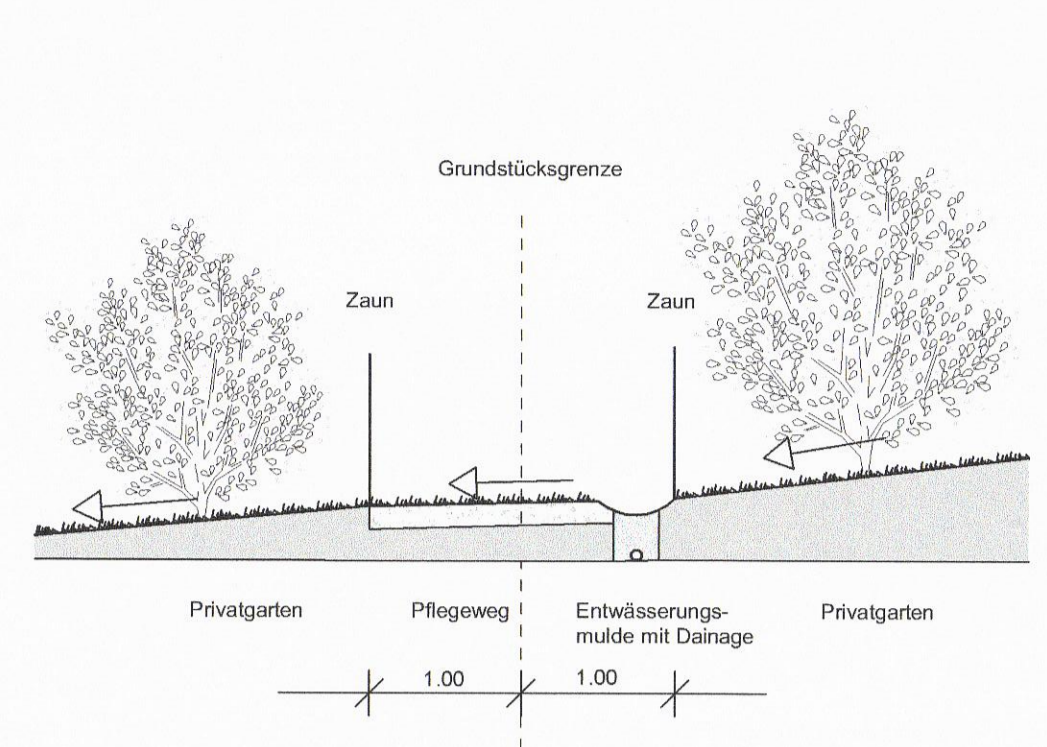 Grundstücksgrenze
Zaun
Zaun
Privatgarten
Pflegeweg
Entwässerungs-
mulde mit Dainage
Privatgarten
1.00
1.00